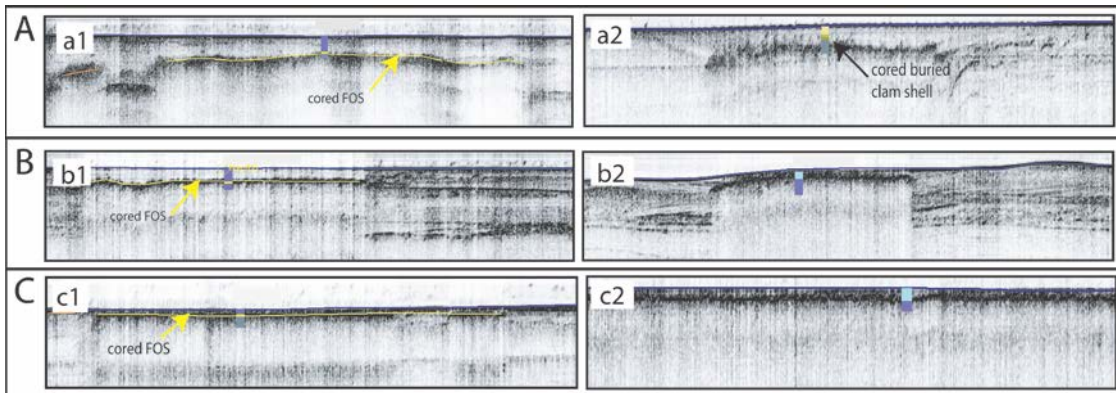 A
a1
cored FOS
a2
cored buried
clam shell
B
b1
cored FOS
b2
C
c1
cored FOS
c2